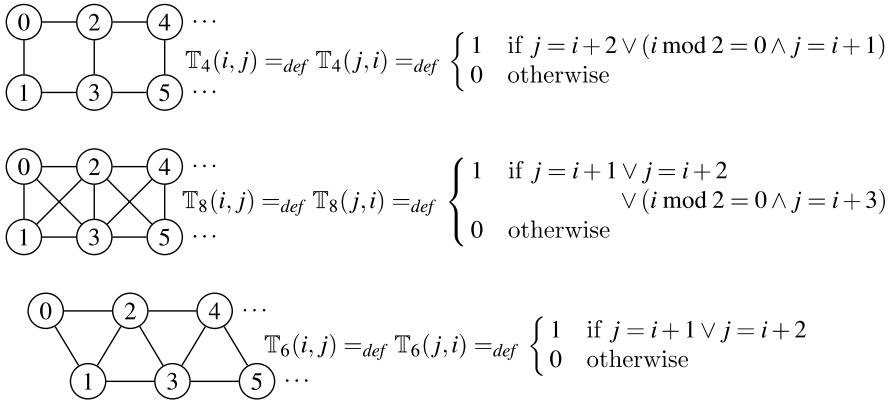 0 2 4 ···
1 3 5 ···
𝕋₄(i, j) =def 𝕋₄(j, i) =def { 1 if j = i + 2 ∨ (i mod 2 = 0 ∧ j = i + 1)
0 otherwise
0 2 4 ···
1 3 5 ···
𝕋₈(i, j) =def 𝕋₈(j, i) =def { 1 if j = i + 1 ∨ j = i + 2
∨ (i mod 2 = 0 ∧ j = i + 3)
0 otherwise
0 2 4 ···
1 3 5 ···
𝕋₆(i, j) =def 𝕋₆(j, i) =def { 1 if j = i + 1 ∨ j = i + 2
0 otherwise